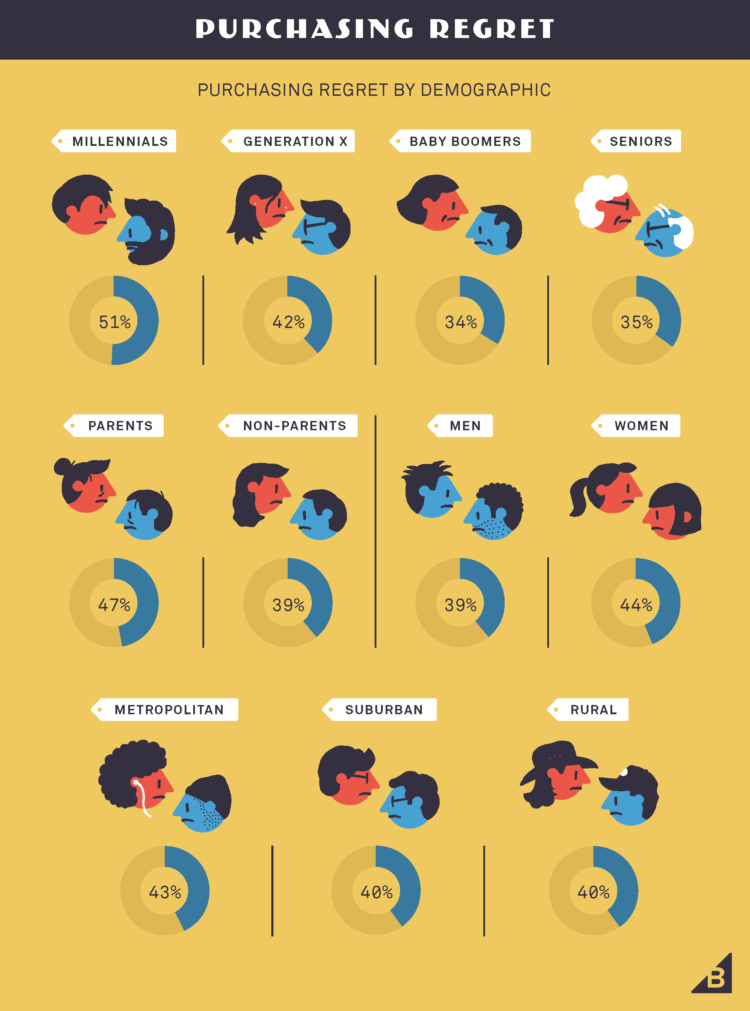 PURCHASING REGRET
PURCHASING REGRET BY DEMOGRAPHIC
MILLENNIALS
GENERATION X
BABY BOOMERS
SENIORS
51%
42%
34%
35%
PARENTS
NON-PARENTS
MEN
WOMEN
47%
39%
39%
44%
METROPOLITAN
SUBURBAN
RURAL
43%
40%
40%
B